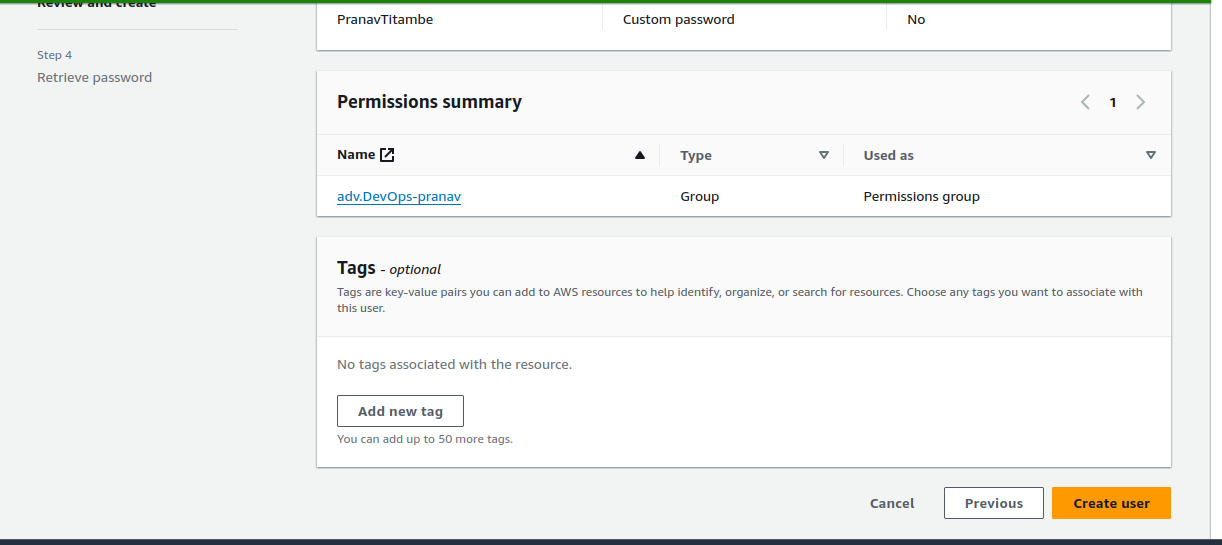 Review and create
Step 4
Retrieve password
PranavTitambe Custom password No
Permissions summary 1
Name Type Used as
adv.DevOps-pranav Group Permissions group
Tags - optional
Tags are key-value pairs you can add to AWS resources to help identify, organize, or search for resources. Choose any tags you want to associate with
this user.
No tags associated with the resource.
Add new tag
You can add up to 50 more tags.
Cancel Previous Create user